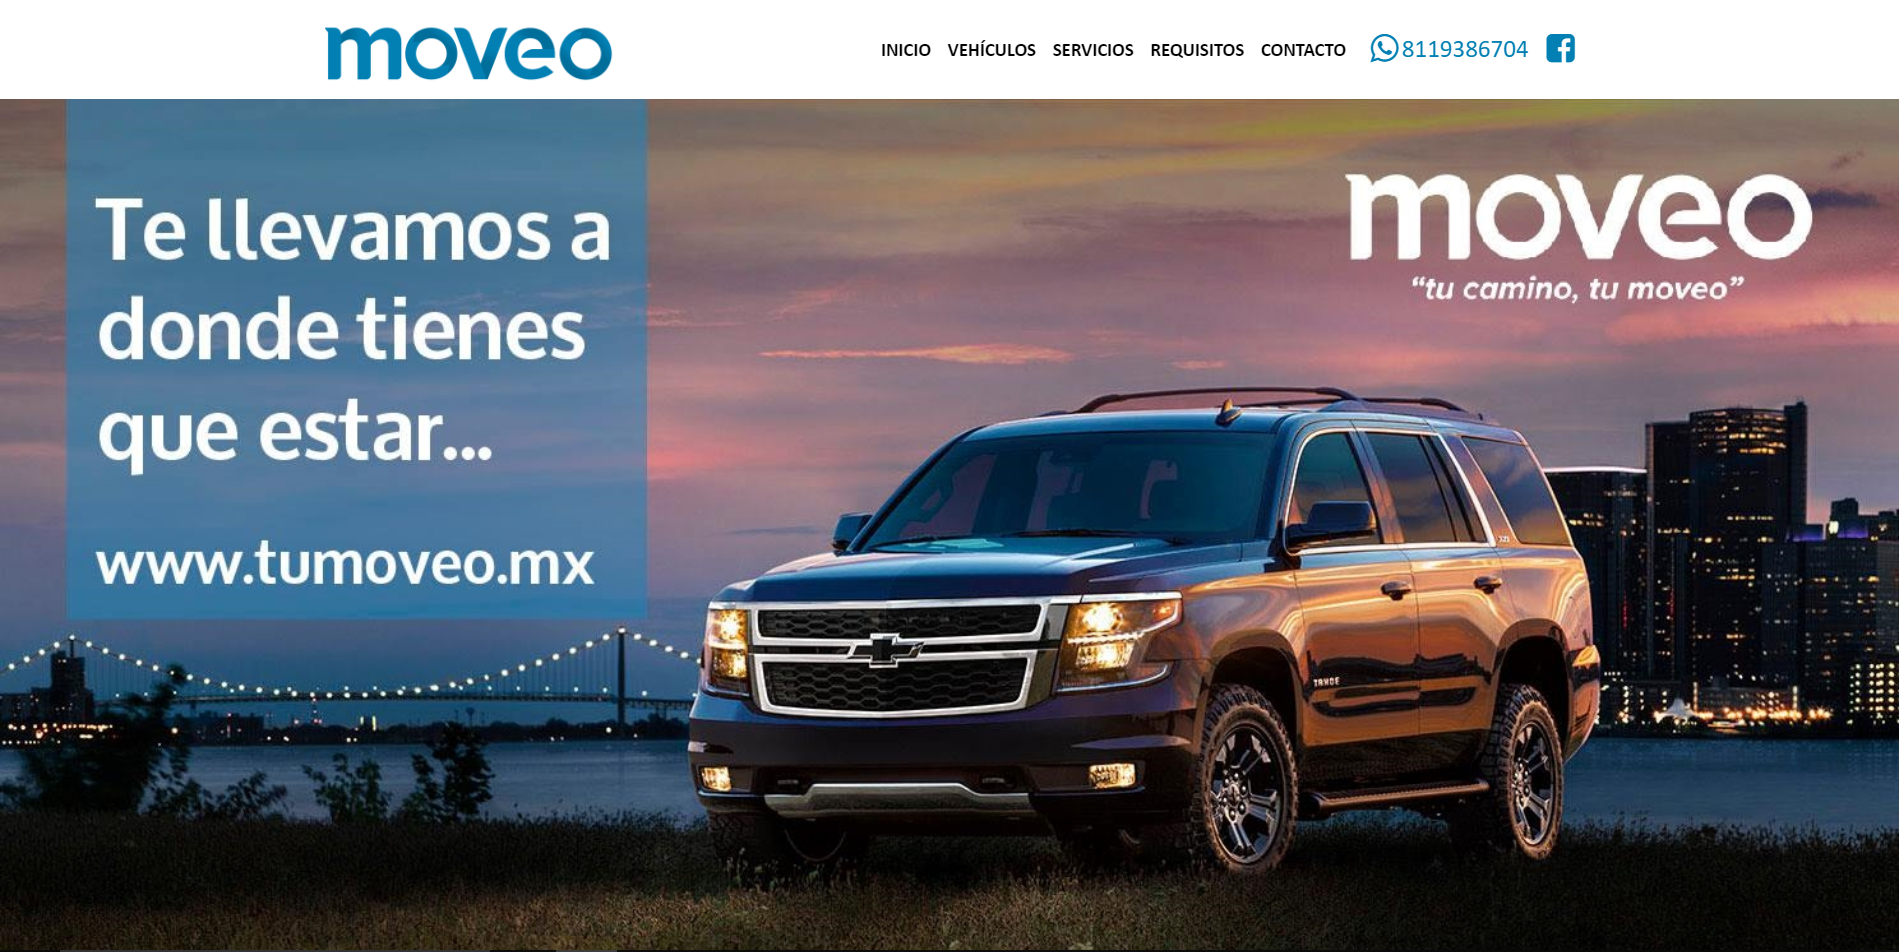 moveo
INICIO VEHÍCULOS SERVICIOS REQUISITOS CONTACTO 8119386704
Te llevamos a
donde tienes
que estar...
www.tumoveo.mx
moveo
“tu camino, tu moveo”
TAHOE